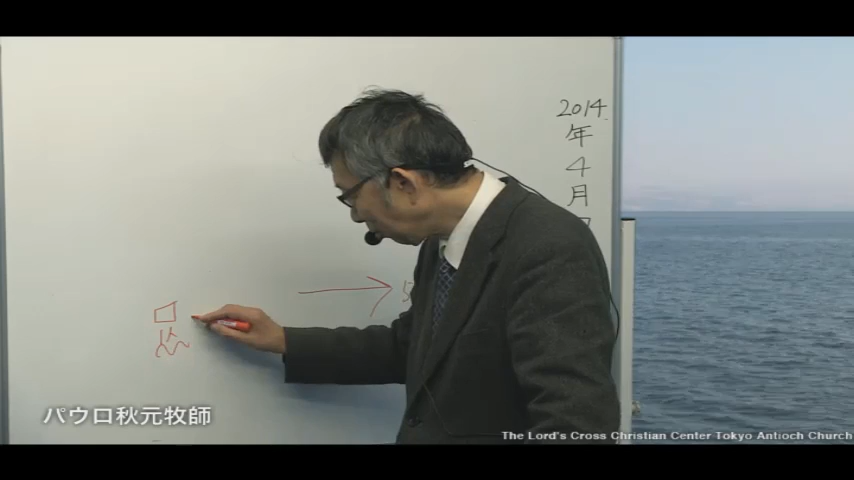 2014.
年
4
月
パウロ秋元牧師
The Lord's Cross Christian Center Tokyo Antioch Church